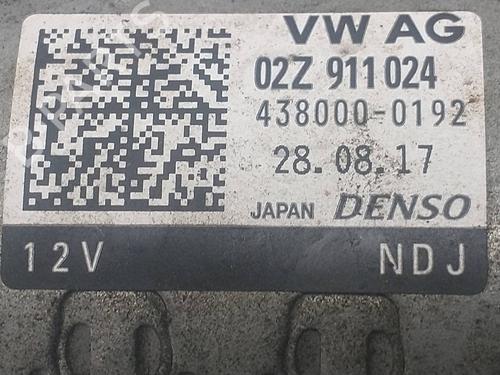 VW AG
02Z 911 024
438000-0192
28.08.17
JAPAN DENSO
12V NDJ